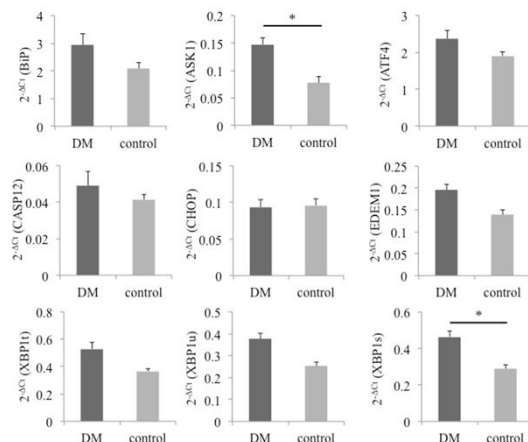 2-ΔCt (BiP)
4
3
2
1
0
DM control
2-ΔCt (ASK1)
0.2
0.15
0.1
0.05
0
*
DM control
2-ΔCt (ATF4)
3
2
1
0
DM control
2-ΔCt (CASP12)
0.06
0.04
0.02
0
DM control
2-ΔCt (CHOP)
0.2
0.15
0.1
0.05
0
DM control
2-ΔCt (EDEM1)
0.25
0.2
0.15
0.1
0.05
0
DM control
2-ΔCt (XBP1t)
0.8
0.6
0.4
0.2
0
DM control
2-ΔCt (XBP1u)
0.5
0.4
0.3
0.2
0.1
0
DM control
2-ΔCt (XBP1s)
0.6
0.4
0.2
0
*
DM control